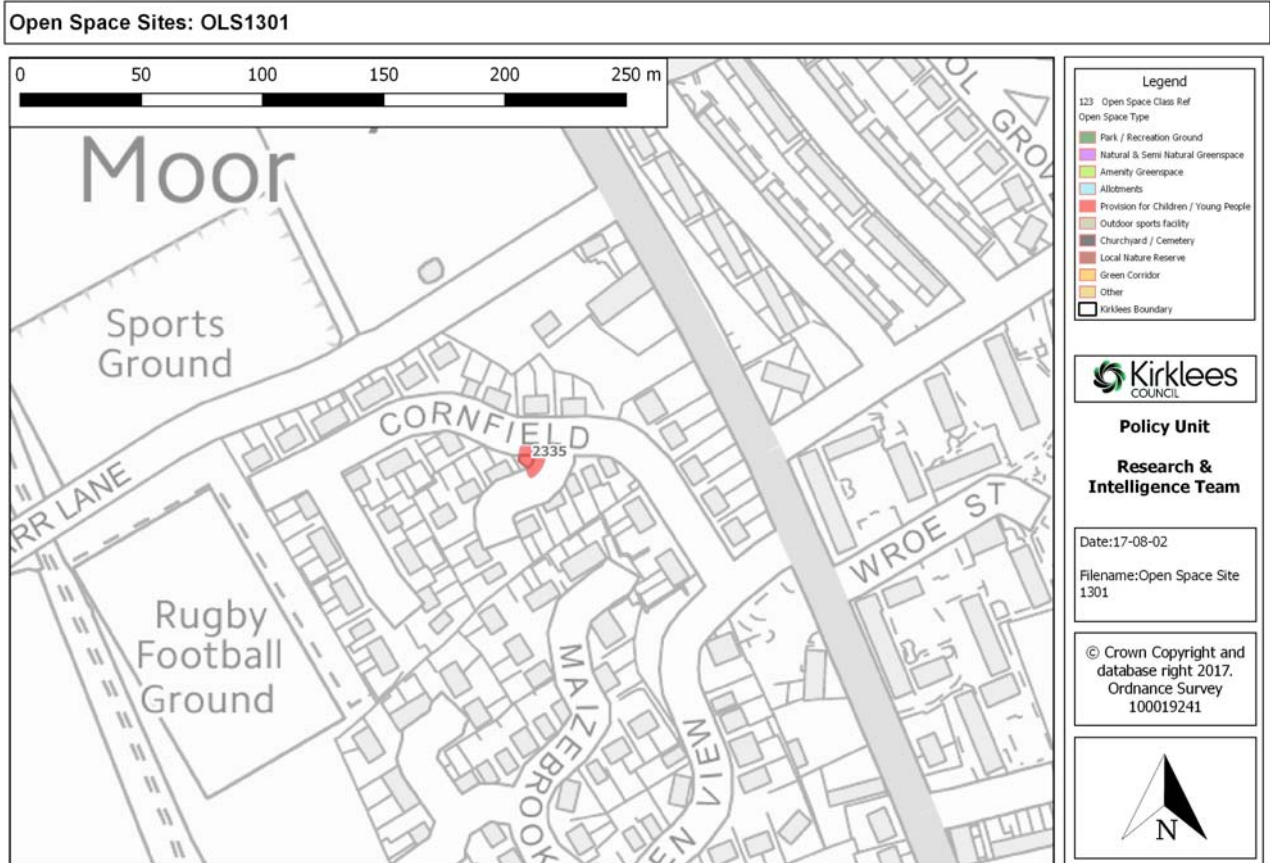 Open Space Sites: OLS1301
0 50 100 150 200 250 m
Moor
Sports
Ground
CORNFIELD
2335
Rugby
Football
Ground
MAIZEBROOK
VIEW
WROE ST
Legend
123 Open Space Class Ref
Open Space Type
Park / Recreation Ground
Natural & Semi Natural Greenspace
Amenity Greenspace
Allotments
Provision for Children / Young People
Outdoor sports facility
Churchyard / Cemetery
Local Nature Reserve
Green Corridor
Other
Kirklees Boundary
Kirklees
COUNCIL
Policy Unit
Research &
Intelligence Team
Date:17-08-02
Filename:Open Space Site
1301
© Crown Copyright and
database right 2017.
Ordnance Survey
100019241
N